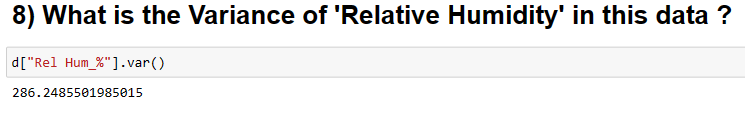 8) What is the Variance of 'Relative Humidity' in this data ?
d["Rel Hum_%"].var()
286.2485501985015